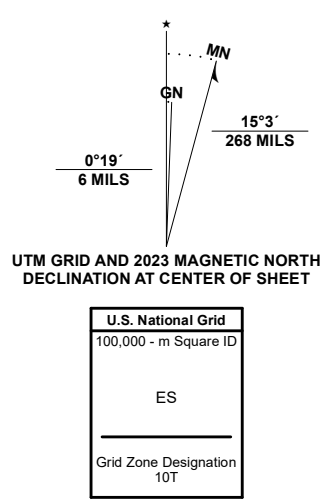 ★
MN
GN
15°3´
268 MILS
0°19´
6 MILS
UTM GRID AND 2023 MAGNETIC NORTH
DECLINATION AT CENTER OF SHEET
U.S. National Grid
100,000 - m Square ID
ES
Grid Zone Designation
10T